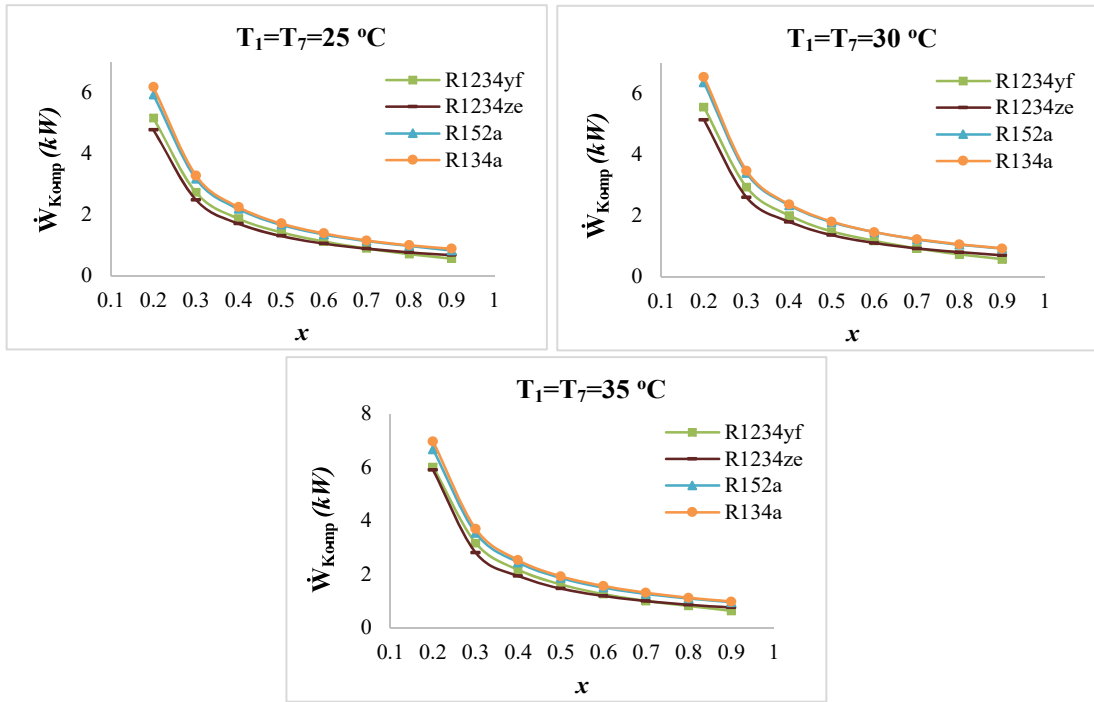 T₁=T₇=25 ºC
Ẇ_Komp (kW)
6
4
2
0
R1234yf
R1234ze
R152a
R134a
0.1 0.2 0.3 0.4 0.5 0.6 0.7 0.8 0.9 1
x
T₁=T₇=30 ºC
Ẇ_Komp (kW)
6
4
2
0
R1234yf
R1234ze
R152a
R134a
0.1 0.2 0.3 0.4 0.5 0.6 0.7 0.8 0.9 1
x
T₁=T₇=35 ºC
Ẇ_Komp (kW)
8
6
4
2
0
R1234yf
R1234ze
R152a
R134a
0.1 0.2 0.3 0.4 0.5 0.6 0.7 0.8 0.9 1
x